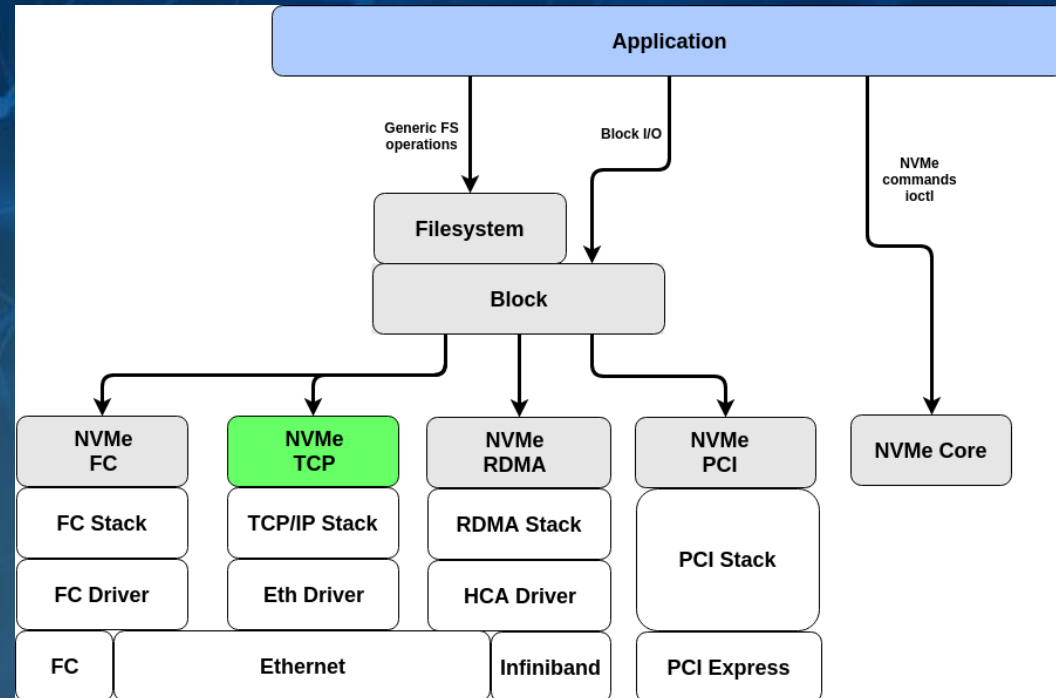 Application
Generic FS
operations
Block I/O
NVMe
commands
ioctl
Filesystem
Block
NVMe
FC
NVMe
TCP
NVMe
RDMA
NVMe
PCI
NVMe Core
FC Stack
TCP/IP Stack
RDMA Stack
PCI Stack
FC Driver
Eth Driver
HCA Driver
FC
Ethernet
Infiniband
PCI Express